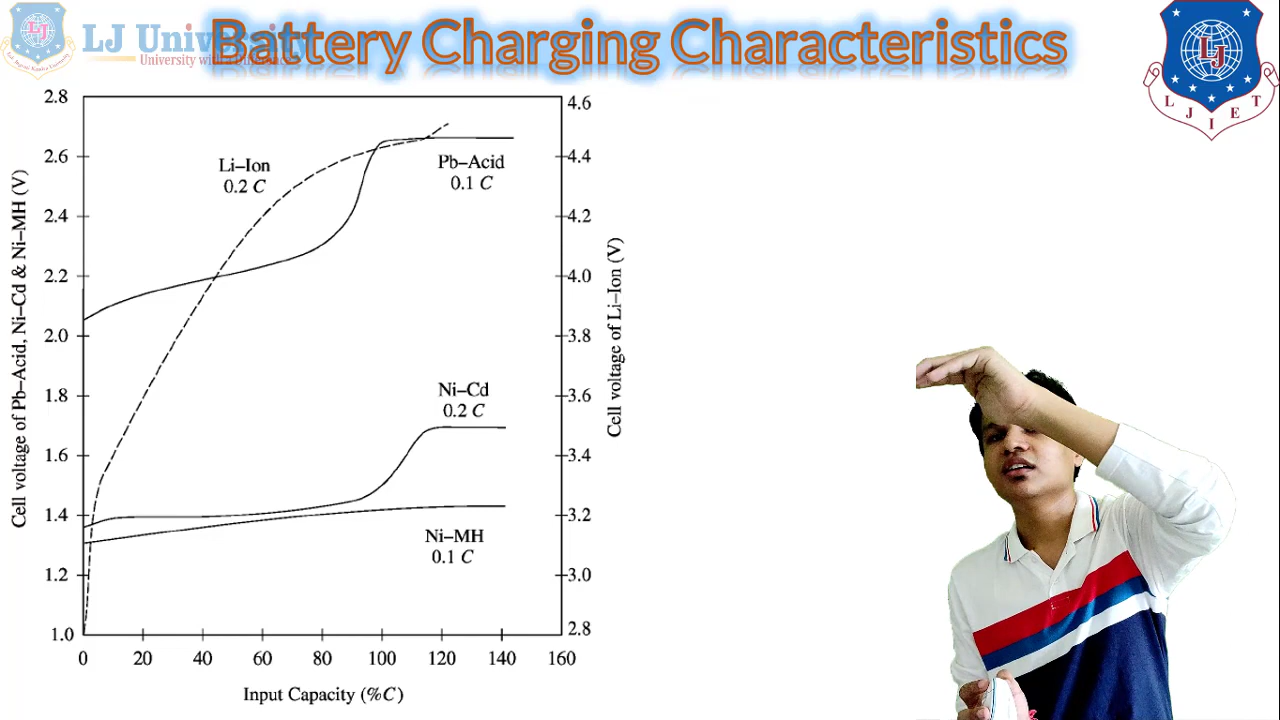 LJ University
University with a Difference
Battery Charging Characteristics
LJ
L J I E T
2.8
2.6
2.4
2.2
2.0
1.8
1.6
1.4
1.2
1.0
Cell voltage of Pb–Acid, Ni–Cd & Ni–MH (V)
Li–Ion
0.2 C
Pb–Acid
0.1 C
Ni–Cd
0.2 C
Ni–MH
0.1 C
4.6
4.4
4.2
4.0
3.8
3.6
3.4
3.2
3.0
2.8
Cell voltage of Li–Ion (V)
0 20 40 60 80 100 120 140 160
Input Capacity (%C)